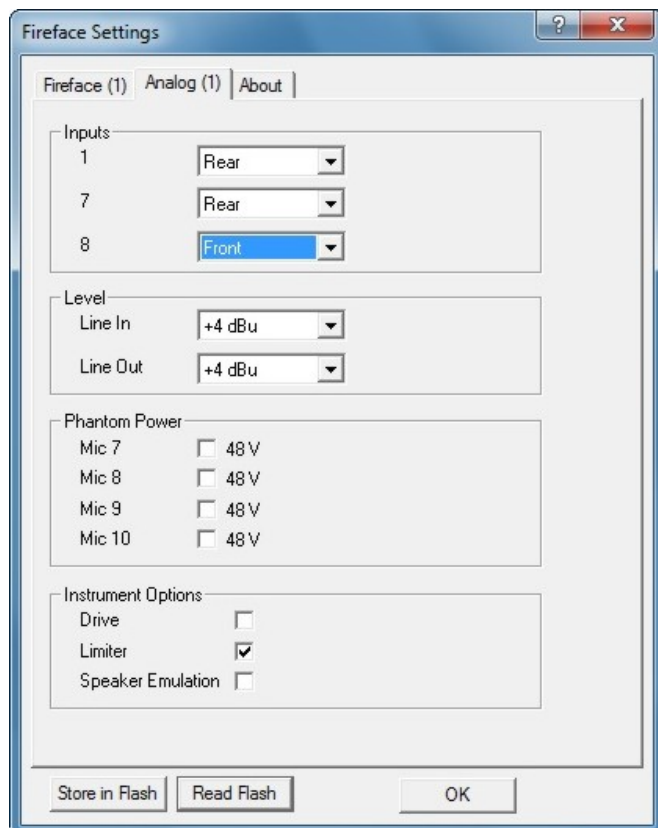 Fireface Settings
Fireface (1) Analog (1) About
Inputs
1 Rear
7 Rear
8 Front
Level
Line In +4 dBu
Line Out +4 dBu
Phantom Power
Mic 7 48 V
Mic 8 48 V
Mic 9 48 V
Mic 10 48 V
Instrument Options
Drive
Limiter
Speaker Emulation
Store in Flash Read Flash OK